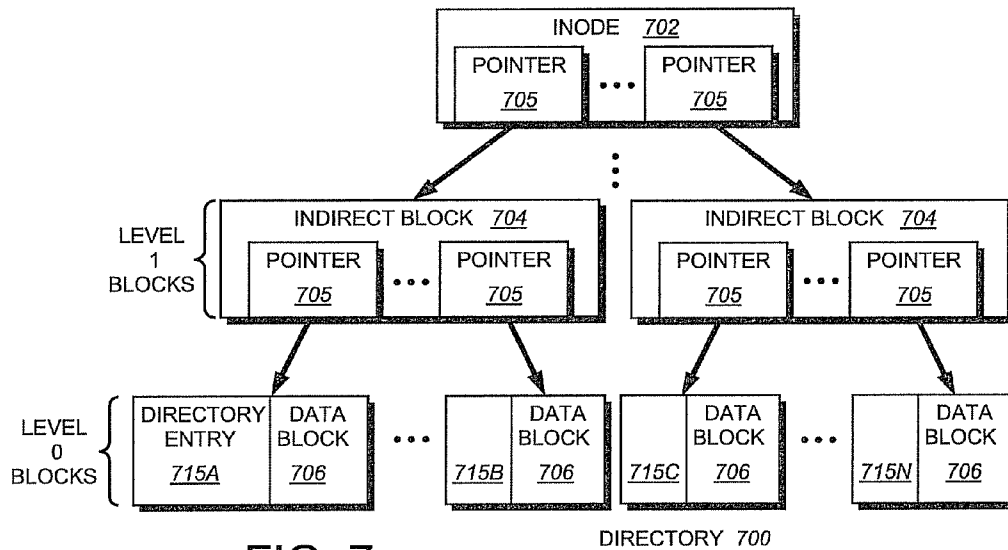 INODE 702
POINTER POINTER
705 ••• 705
INDIRECT BLOCK 704 INDIRECT BLOCK 704
LEVEL
1
BLOCKS
POINTER POINTER POINTER POINTER
705 ••• 705 705 ••• 705
LEVEL
0
BLOCKS
DIRECTORY
ENTRY
715A
DATA
BLOCK
706
•••
715B
DATA
BLOCK
706
715C
DATA
BLOCK
706
•••
715N
DATA
BLOCK
706
DIRECTORY 700
FIG. 7